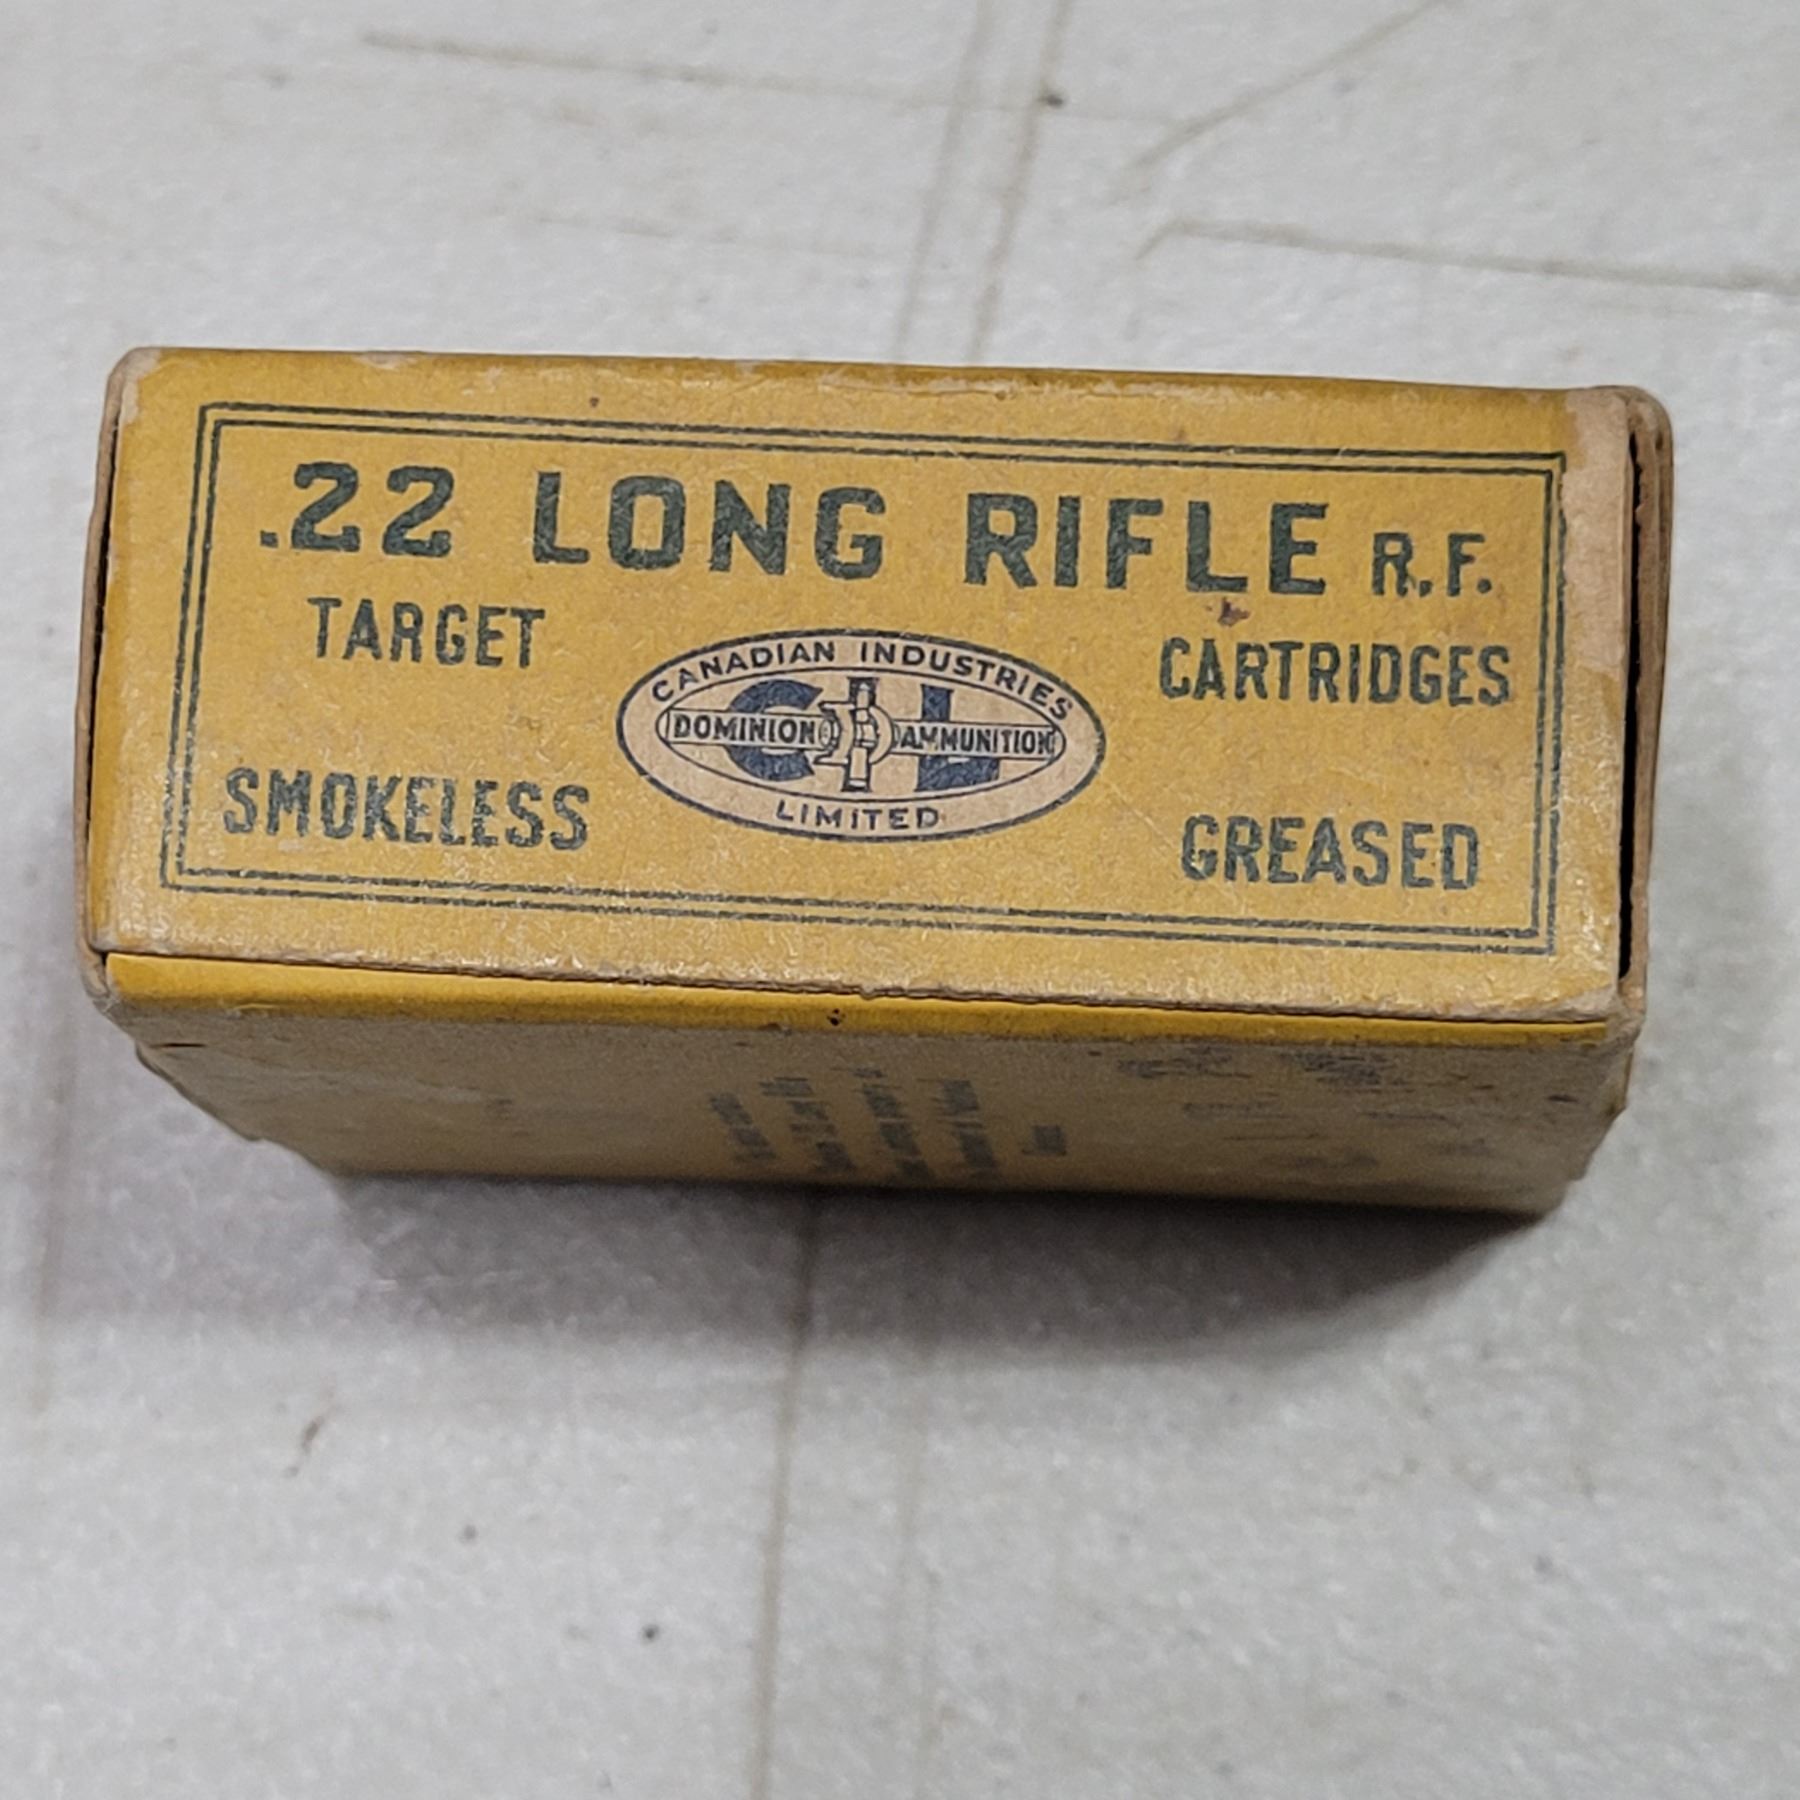 .22 LONG RIFLE R.F.
TARGET CARTRIDGES
CANADIAN INDUSTRIES
C I L
DOMINION AMMUNITION
LIMITED
SMOKELESS GREASED